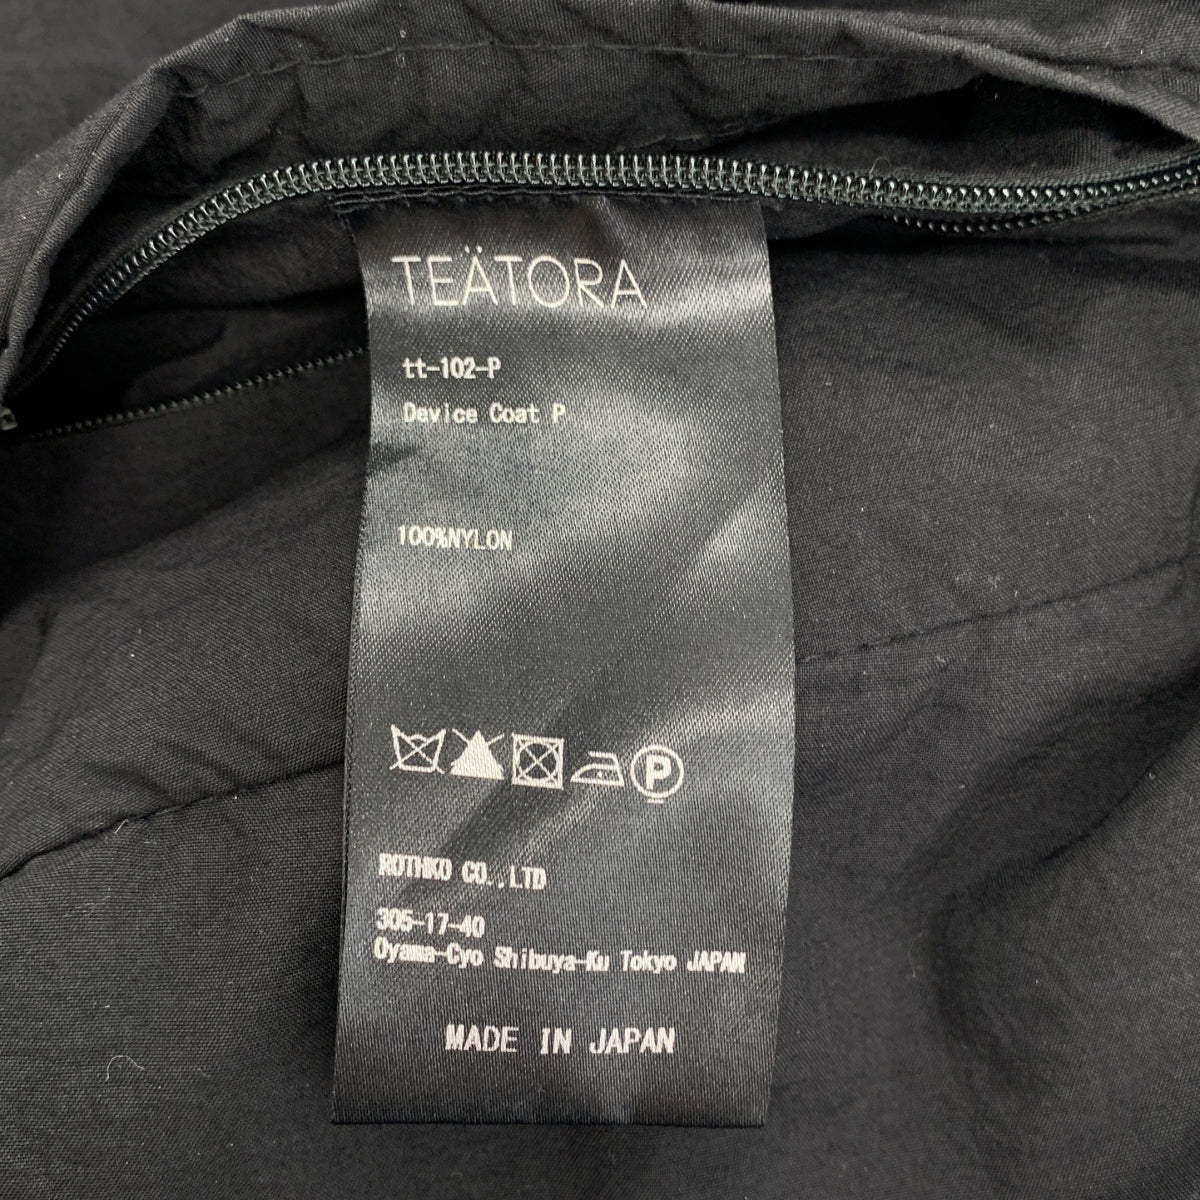 TEÄTORA
tt-102-P
Device Coat P
100%NYLON
P
ROTHKO CO.,LTD
305-17-40
Oyama-Cyo Shibuya-Ku Tokyo JAPAN
MADE IN JAPAN